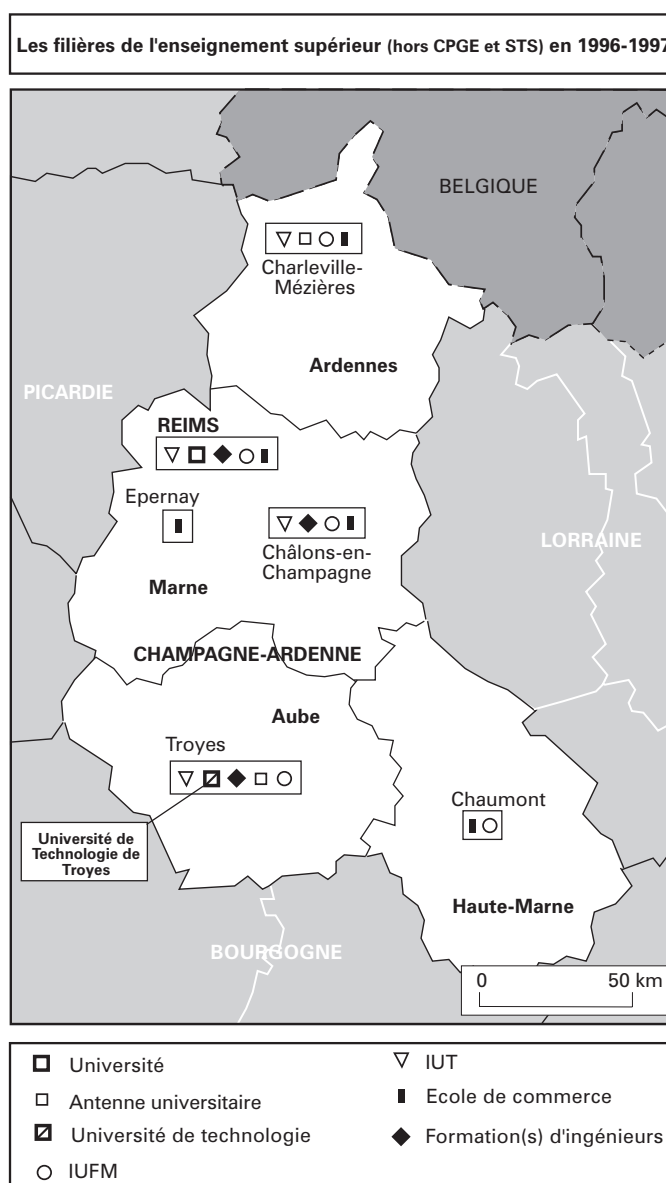 Les filières de l'enseignement supérieur (hors CPGE et STS) en 1996-1997
BELGIQUE
Charleville-
Mézières
Ardennes
PICARDIE
REIMS
Epernay
Châlons-en-
Champagne
LORRAINE
Marne
CHAMPAGNE-ARDENNE
Aube
Troyes
Chaumont
Université de
Technologie de
Troyes
Haute-Marne
BOURGOGNE
0 50 km
Université
Antenne universitaire
Université de technologie
IUFM
IUT
Ecole de commerce
Formation(s) d'ingénieurs